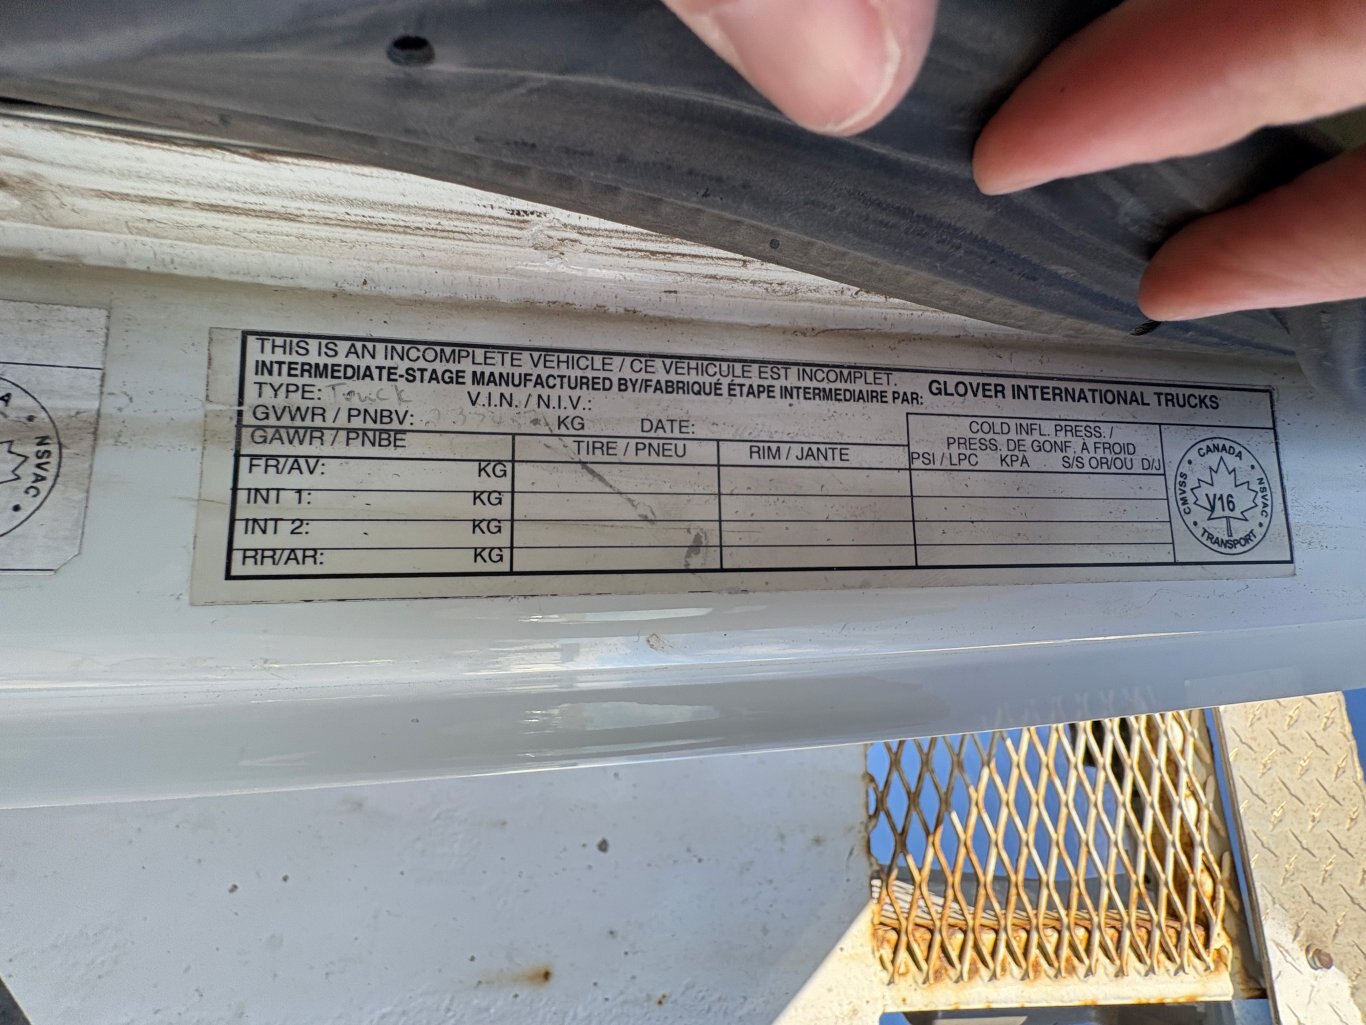 THIS IS AN INCOMPLETE VEHICLE / CE VEHICULE EST INCOMPLET.
INTERMEDIATE-STAGE MANUFACTURED BY/FABRIQUÉ ÉTAPE INTERMEDIAIRE PAR: GLOVER INTERNATIONAL TRUCKS
TYPE: Truck V.I.N. / N.I.V.:
GVWR / PNBV: KG DATE:
GAWR / PNBE TIRE / PNEU RIM / JANTE
COLD INFL. PRESS. /
PRESS. DE GONF. À FROID
PSI / LPC KPA S/S OR/OU D/J
FR/AV: KG
INT 1: KG
INT 2: KG
RR/AR: KG
CANADA
CMVSS • NSVAC
V16
• TRANSPORT •
NSVAC •